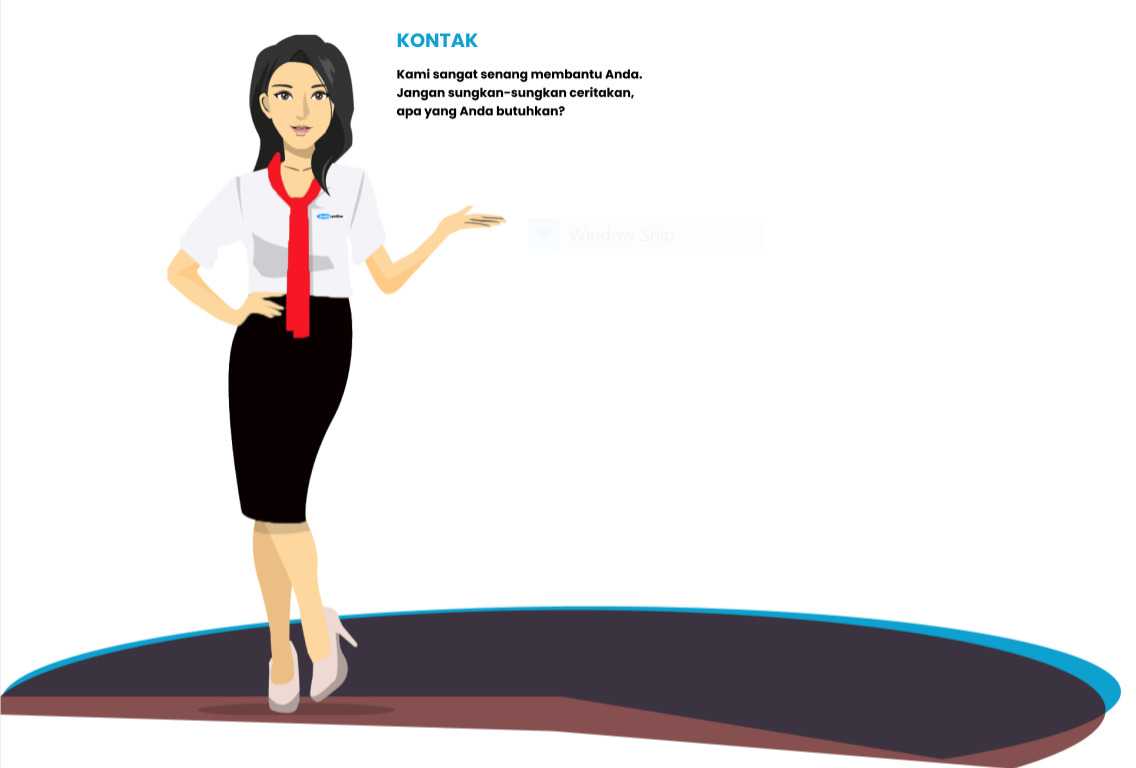 KONTAK
Kami sangat senang membantu Anda.
Jangan sungkan-sungkan ceritakan,
apa yang Anda butuhkan?
Window Snip